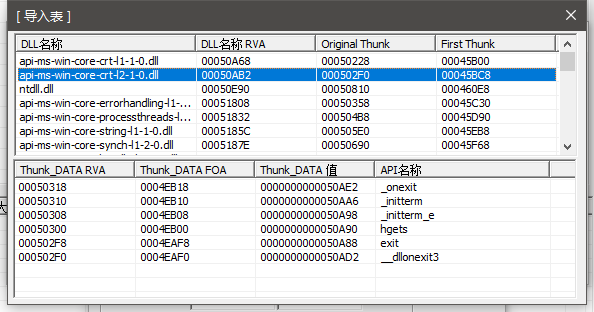 [ 导入表 ]
DLL名称 DLL名称 RVA Original Thunk First Thunk
api-ms-win-core-crt-l1-1-0.dll 00050A68 00050228 00045B00
api-ms-win-core-crt-l2-1-0.dll 00050AB2 000502F0 00045BC8
ntdll.dll 00050E90 00050810 000460E8
api-ms-win-core-errorhandling-l1-... 00051808 00050358 00045C30
api-ms-win-core-processthreads-l... 00051832 000504B8 00045D90
api-ms-win-core-string-l1-1-0.dll 0005185C 000505E0 00045EB8
api-ms-win-core-synch-l1-2-0.dll 0005187E 00050690 00045F68
Thunk_DATA RVA Thunk_DATA FOA Thunk_DATA 值 API名称
00050318 0004EB18 0000000000050AE2 _onexit
00050310 0004EB10 0000000000050AA6 _initterm
00050308 0004EB08 0000000000050A98 _initterm_e
00050300 0004EB00 0000000000050A90 hgets
000502F8 0004EAF8 0000000000050A88 exit
000502F0 0004EAF0 0000000000050AD2 __dllonexit3